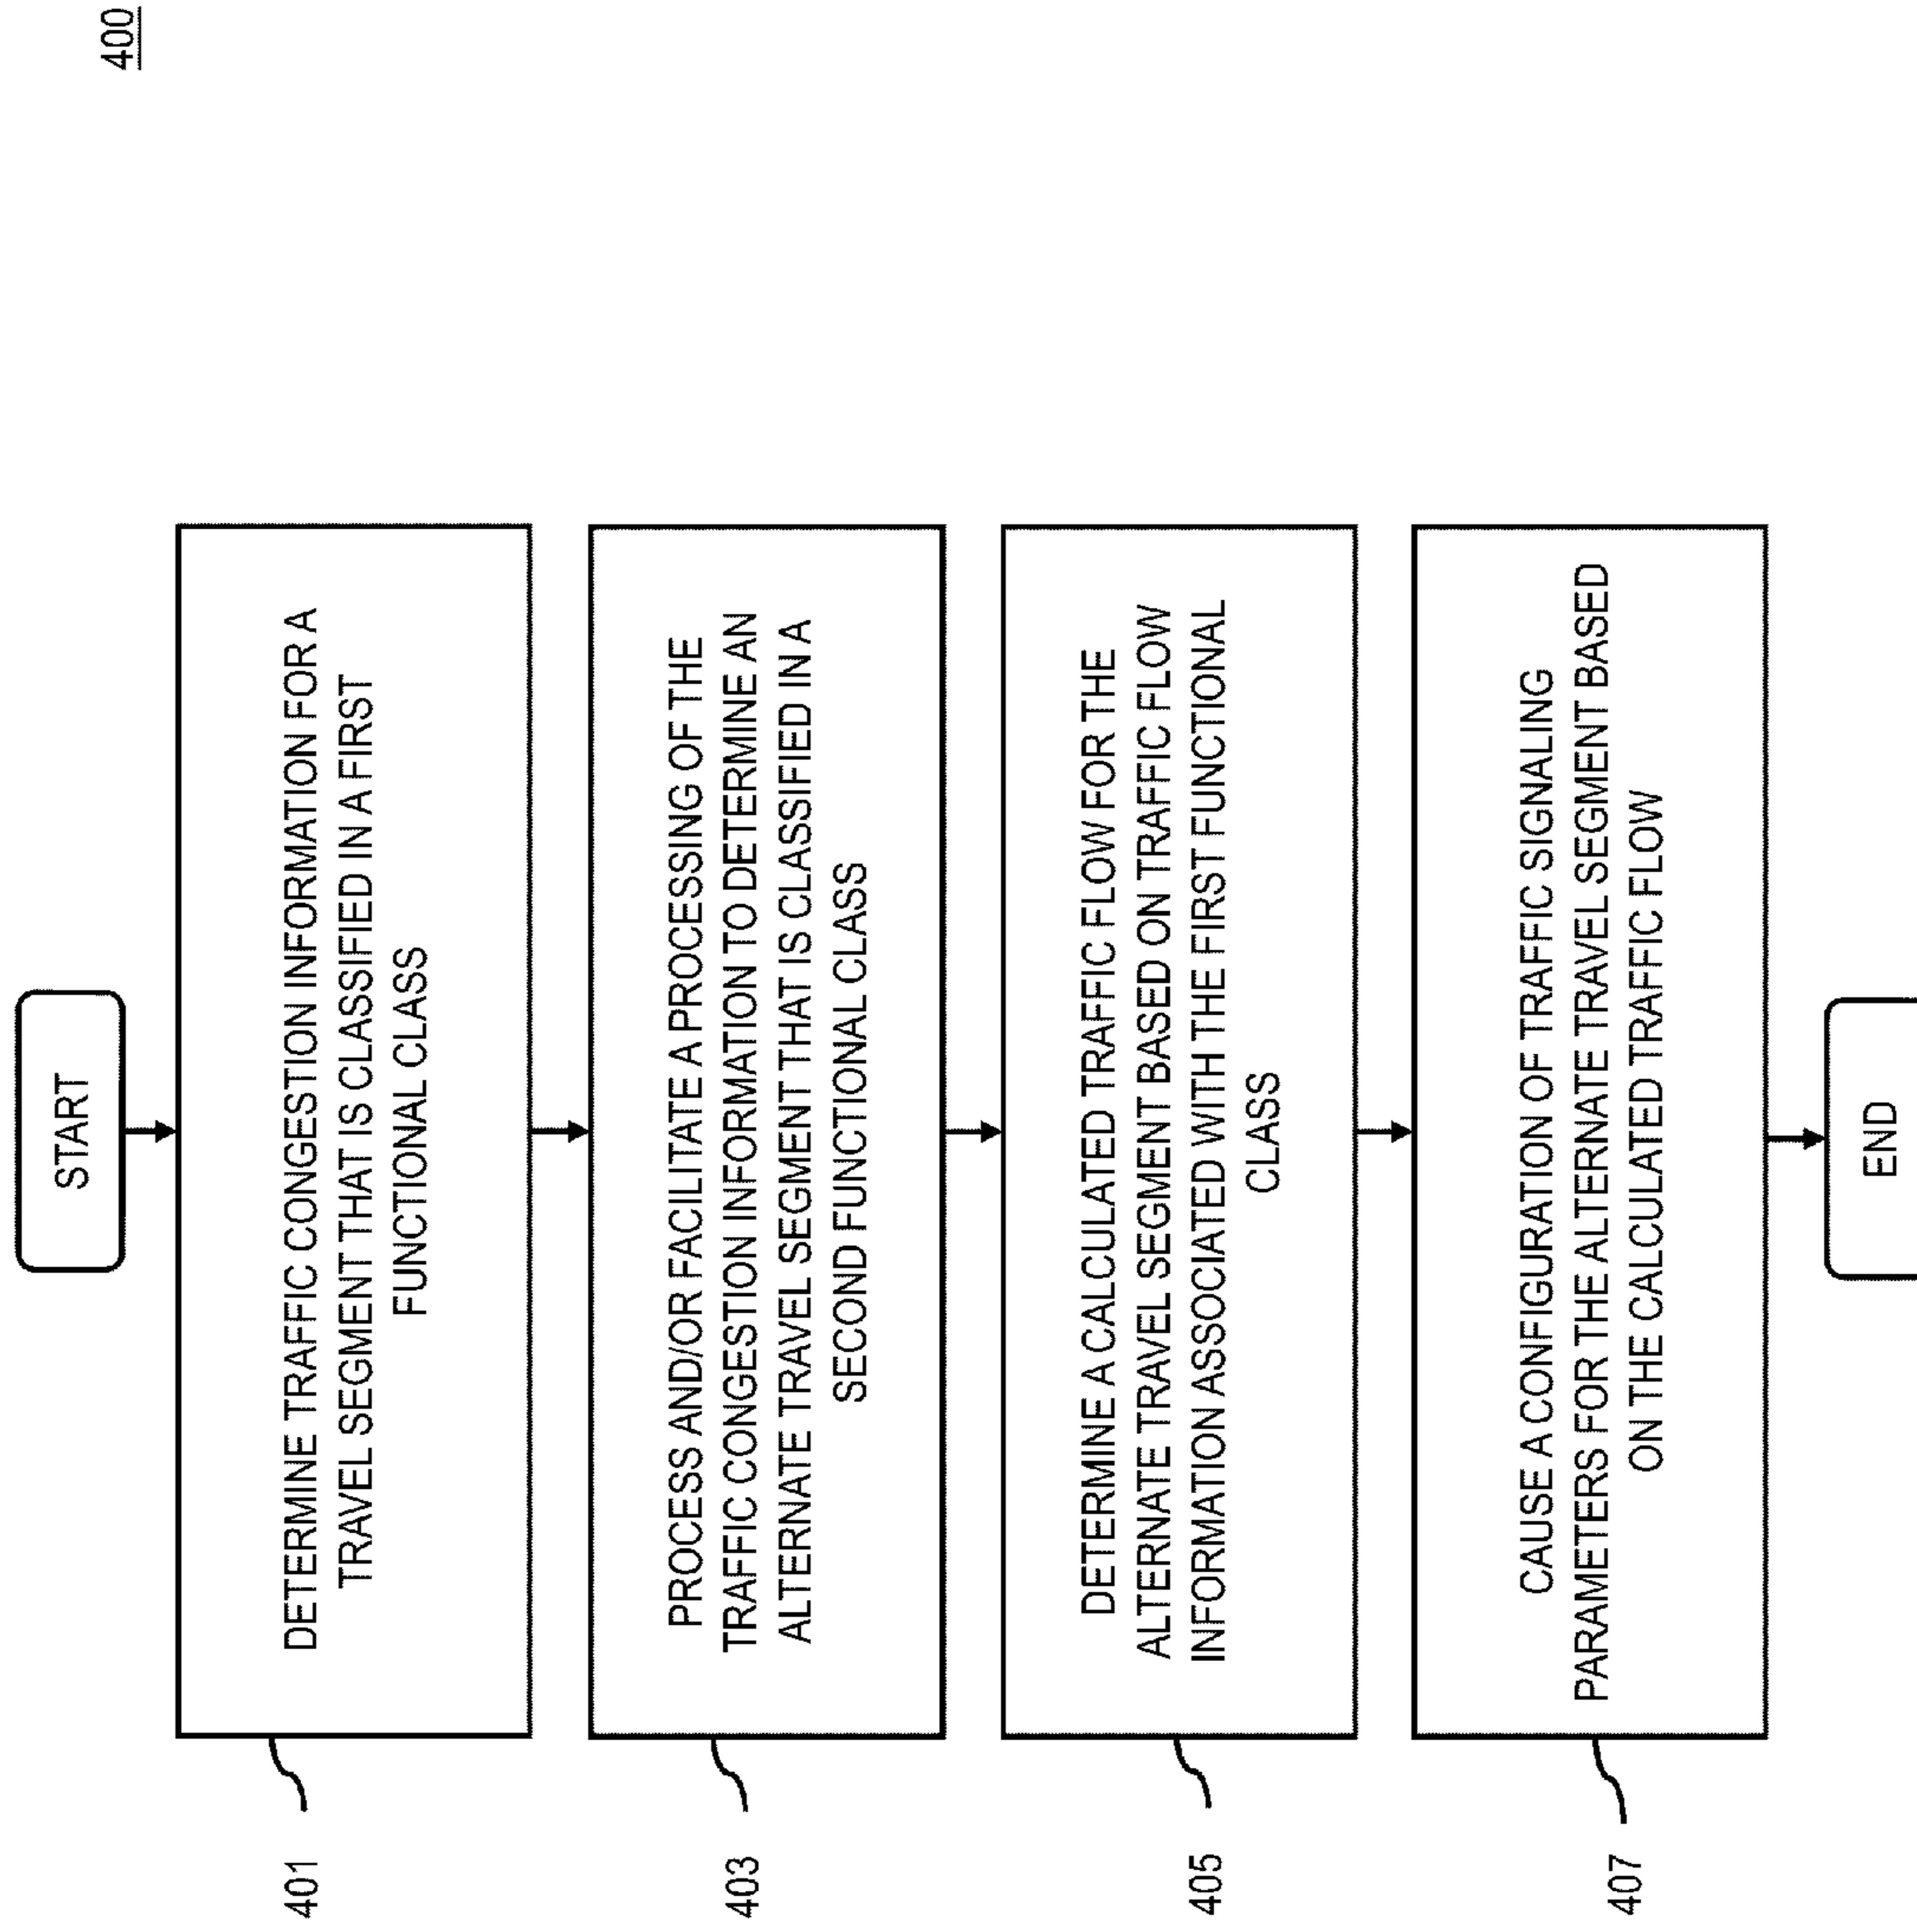 400
START
401
DETERMINE TRAFFIC CONGESTION INFORMATION FOR A
TRAVEL SEGMENT THAT IS CLASSIFIED IN A FIRST
FUNCTIONAL CLASS
403
PROCESS AND/OR FACILITATE A PROCESSING OF THE
TRAFFIC CONGESTION INFORMATION TO DETERMINE AN
ALTERNATE TRAVEL SEGMENT THAT IS CLASSIFIED IN A
SECOND FUNCTIONAL CLASS
405
DETERMINE A CALCULATED TRAFFIC FLOW FOR THE
ALTERNATE TRAVEL SEGMENT BASED ON TRAFFIC FLOW
INFORMATION ASSOCIATED WITH THE FIRST FUNCTIONAL
CLASS
407
CAUSE A CONFIGURATION OF TRAFFIC SIGNALING
PARAMETERS FOR THE ALTERNATE TRAVEL SEGMENT BASED
ON THE CALCULATED TRAFFIC FLOW
END